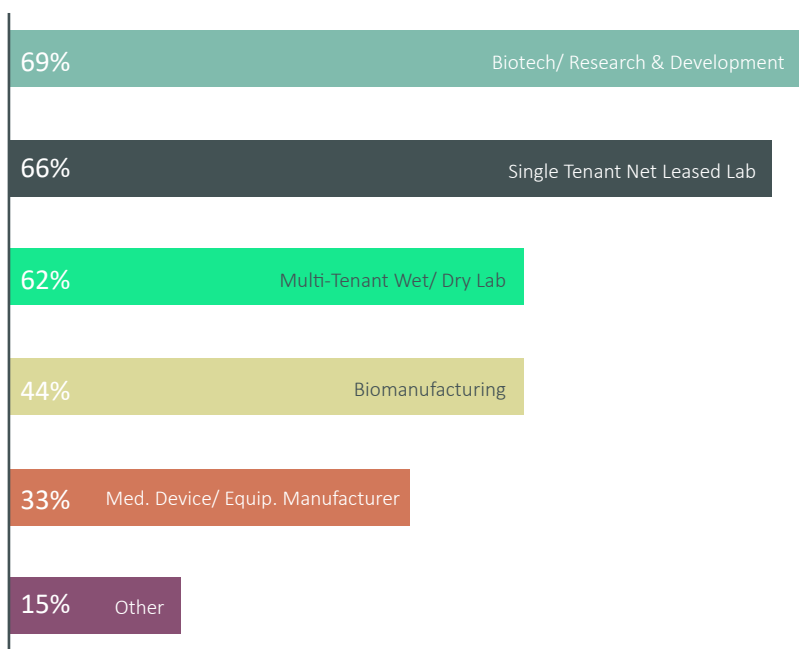 69% Biotech/ Research & Development
66% Single Tenant Net Leased Lab
62% Multi-Tenant Wet/ Dry Lab
44% Biomanufacturing
33% Med. Device/ Equip. Manufacturer
15% Other